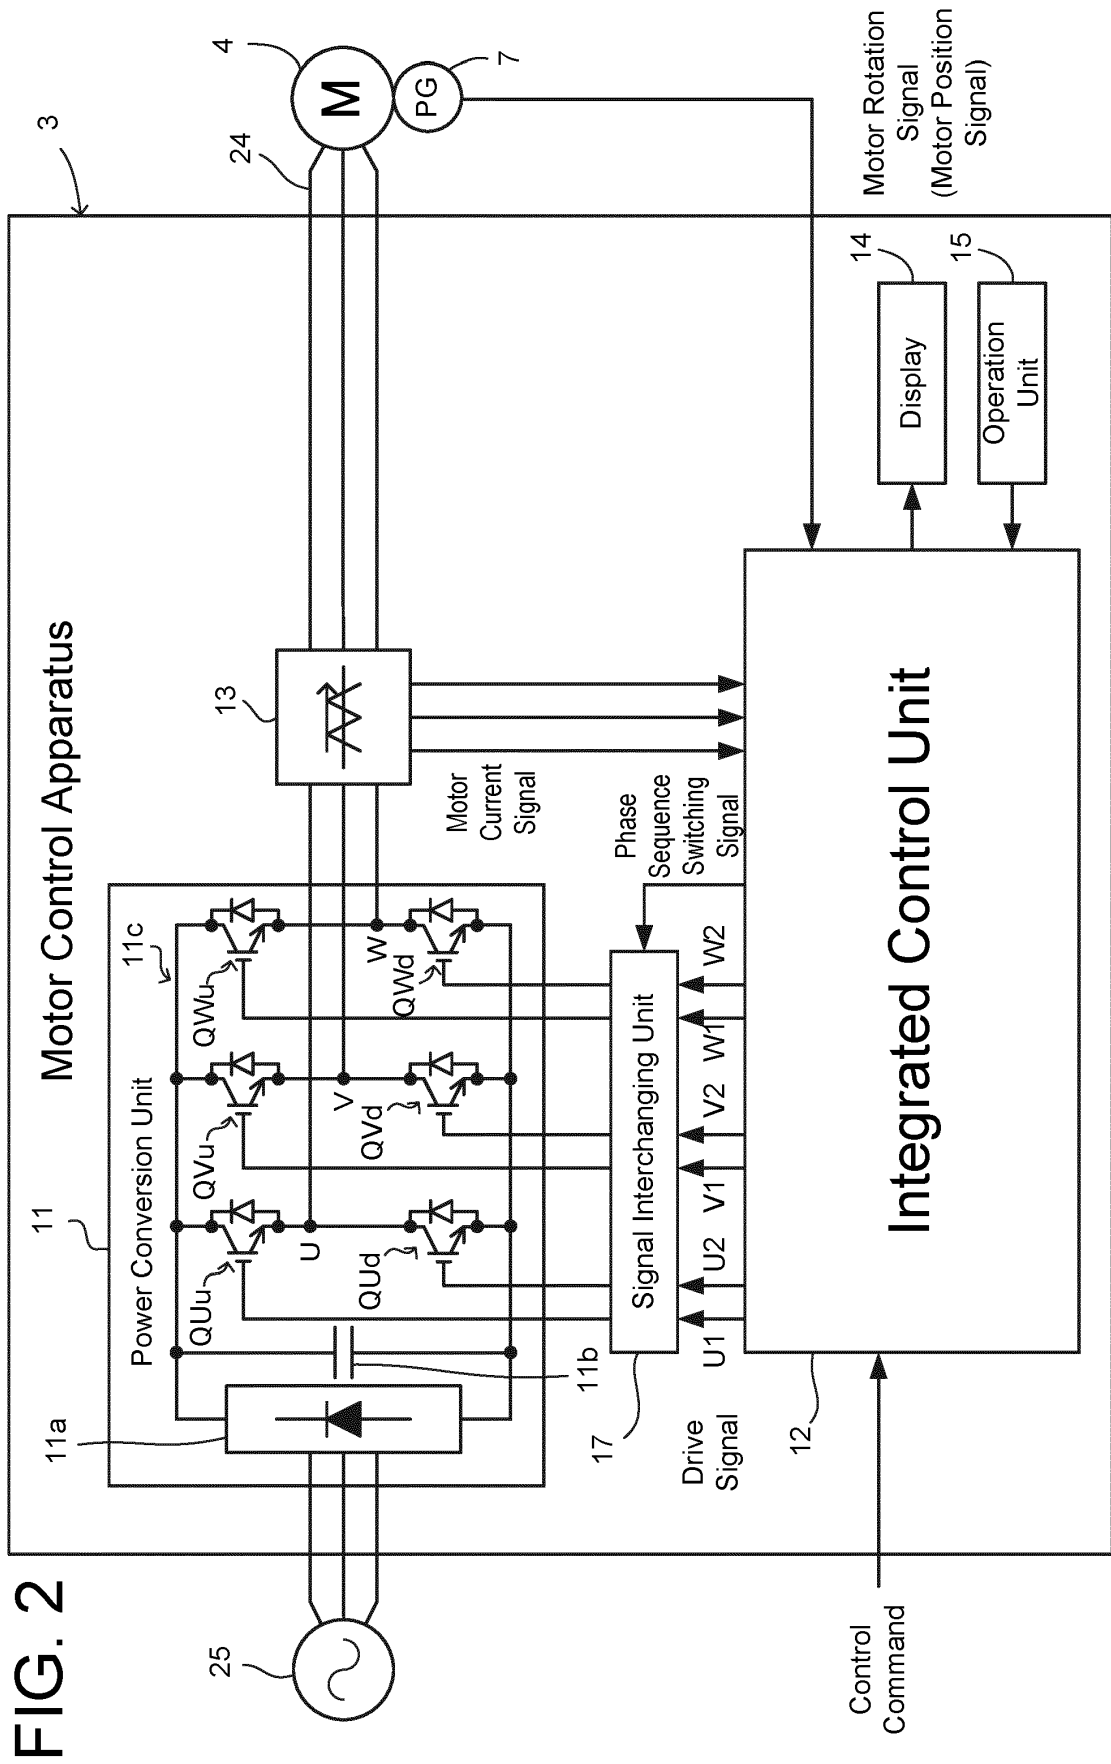 FIG. 2
Motor Control Apparatus
3
11
Power Conversion Unit
11c
11a
11b
QUu
QVu
QWu
U
V
W
QUd
QVd
QWd
25
13
24
4
M
PG
7
Motor
Current
Signal
Phase
Sequence
Switching
Signal
17
Signal Interchanging Unit
Drive
Signal
U1
U2
V1
V2
W1
W2
12
Integrated Control Unit
Control
Command
14
Display
15
Operation
Unit
Motor Rotation
Signal
(Motor Position
Signal)